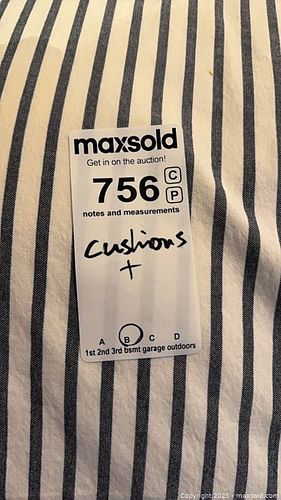 maxsold
Get in on the auction!
756 C
P
notes and measurements
cushions
+
A B C D
1st 2nd 3rd bsmt garage outdoors
Copyright 2025 - maxsold.com